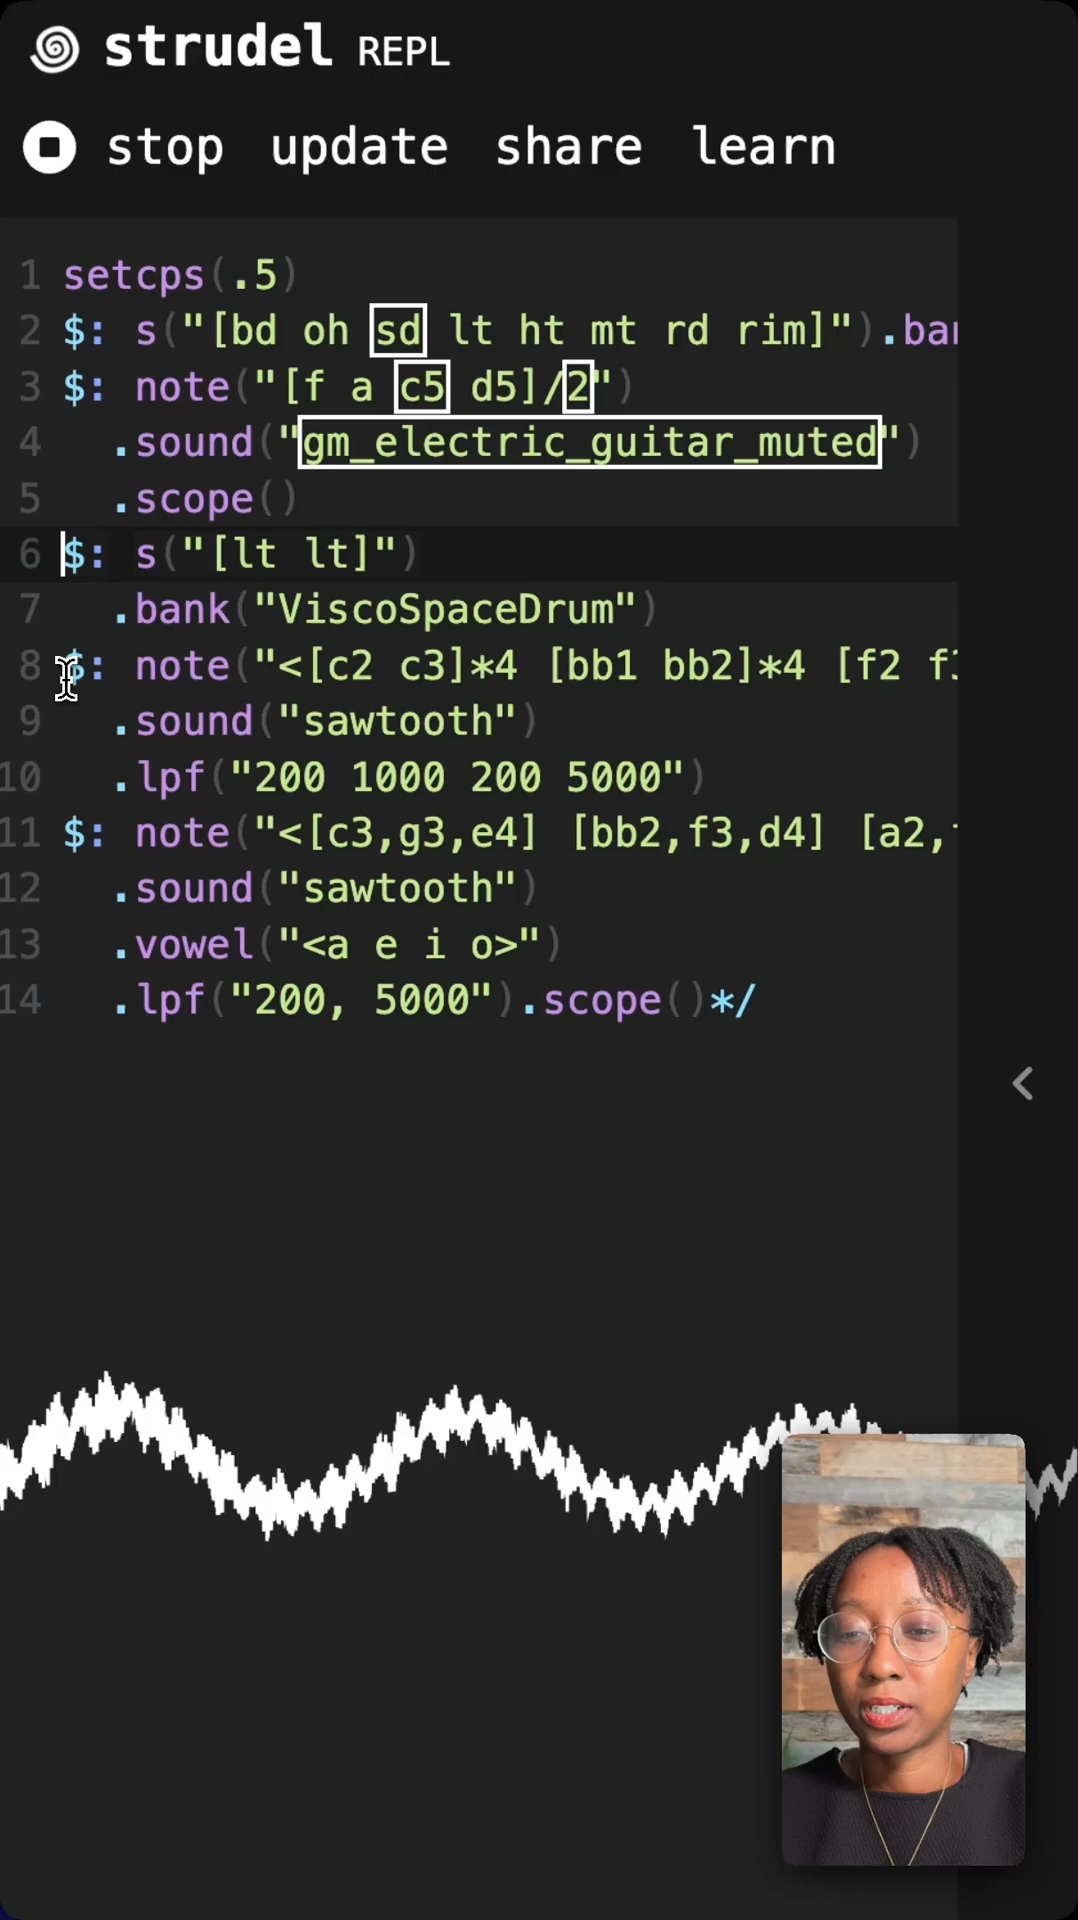 strudel REPL
stop update share learn
1 setcps(.5)
2 $: s("[bd oh sd lt ht mt rd rim]").ban
3 $: note("[f a c5 d5]/2")
4 .sound("gm_electric_guitar_muted")
5 .scope()
6 $: s("[lt lt]")
7 .bank("ViscoSpaceDrum")
8 $: note("<[c2 c3]*4 [bb1 bb2]*4 [f2 f3
9 .sound("sawtooth")
10 .lpf("200 1000 200 5000")
11 $: note("<[c3,g3,e4] [bb2,f3,d4] [a2,
12 .sound("sawtooth")
13 .vowel("<a e i o>")
14 .lpf("200, 5000").scope()*/